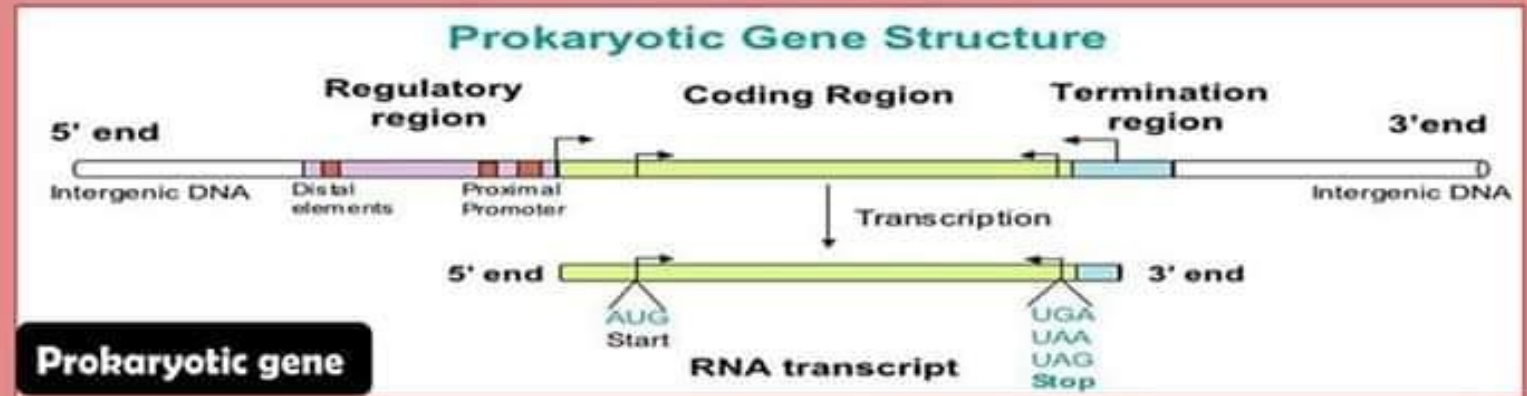 Prokaryotic Gene Structure
Regulatory
region
Coding Region
Termination
region
5' end
3'end
Intergenic DNA
Distal
elements
Proximal
Promoter
Intergenic DNA
Transcription
5' end
3' end
AUG
Start
UGA
UAA
UAG
Stop
RNA transcript
Prokaryotic gene